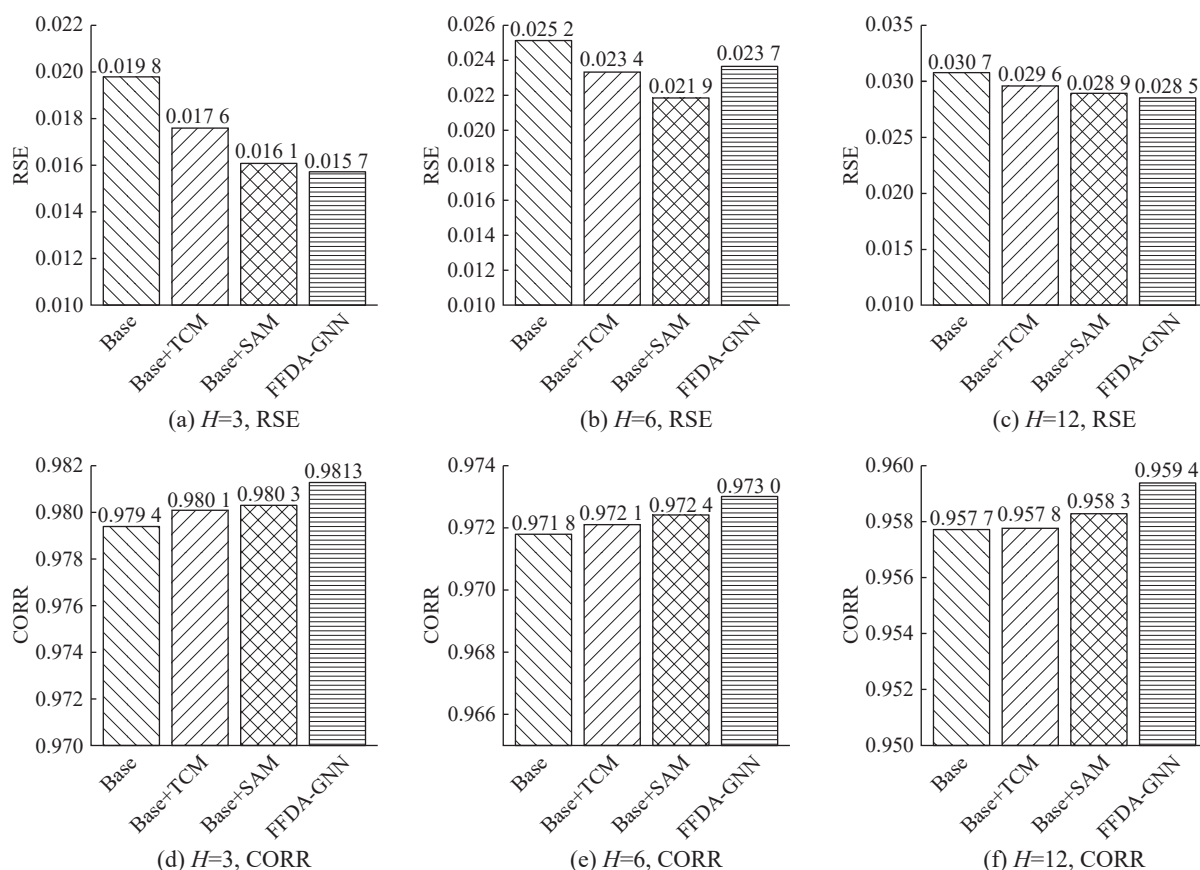 0.022
0.020
0.018
0.016
0.014
0.012
0.010
RSE
0.019 8
0.017 6
0.016 1
0.015 7
Base
Base+TCM
Base+SAM
FFDA-GNN
(a) H=3, RSE
0.026
0.024
0.022
0.020
0.018
0.016
0.014
0.012
0.010
RSE
0.025 2
0.023 4
0.021 9
0.023 7
Base
Base+TCM
Base+SAM
FFDA-GNN
(b) H=6, RSE
0.035
0.030
0.025
0.020
0.015
0.010
RSE
0.030 7
0.029 6
0.028 9
0.028 5
Base
Base+TCM
Base+SAM
FFDA-GNN
(c) H=12, RSE
0.982
0.980
0.978
0.976
0.974
0.972
0.970
CORR
0.979 4
0.980 1
0.980 3
0.9813
Base
Base+TCM
Base+SAM
FFDA-GNN
(d) H=3, CORR
0.974
0.972
0.970
0.968
0.966
CORR
0.971 8
0.972 1
0.972 4
0.973 0
Base
Base+TCM
Base+SAM
FFDA-GNN
(e) H=6, CORR
0.960
0.958
0.956
0.954
0.952
0.950
CORR
0.957 7
0.957 8
0.958 3
0.959 4
Base
Base+TCM
Base+SAM
FFDA-GNN
(f) H=12, CORR